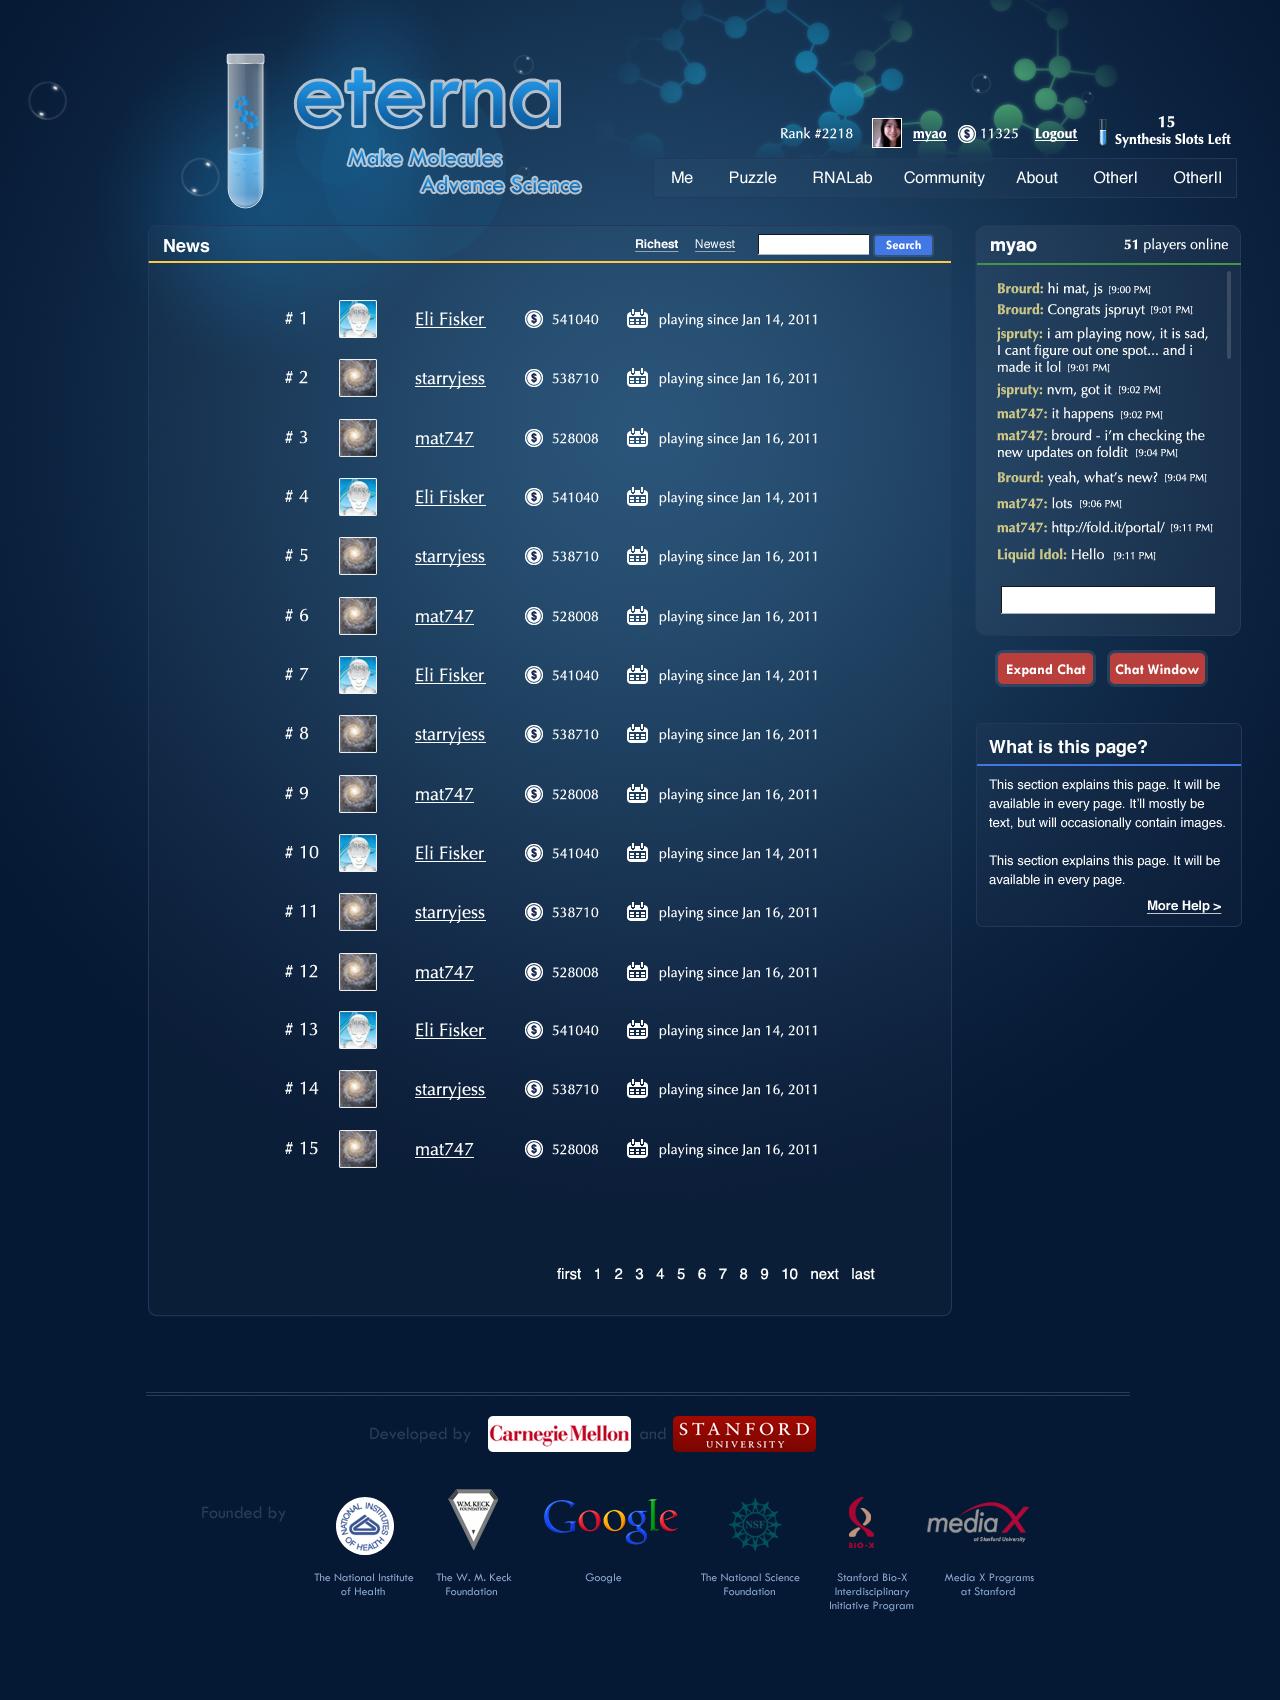 eterna
Make Molecules
Advance Science
Rank #2218 myao $ 11325 Logout 15
Synthesis Slots Left
Me Puzzle RNALab Community About OtherI OtherII
News Richest Newest Search
# 1 Eli Fisker $ 541040 playing since Jan 14, 2011
# 2 starryjess $ 538710 playing since Jan 16, 2011
# 3 mat747 $ 528008 playing since Jan 16, 2011
# 4 Eli Fisker $ 541040 playing since Jan 14, 2011
# 5 starryjess $ 538710 playing since Jan 16, 2011
# 6 mat747 $ 528008 playing since Jan 16, 2011
# 7 Eli Fisker $ 541040 playing since Jan 14, 2011
# 8 starryjess $ 538710 playing since Jan 16, 2011
# 9 mat747 $ 528008 playing since Jan 16, 2011
# 10 Eli Fisker $ 541040 playing since Jan 14, 2011
# 11 starryjess $ 538710 playing since Jan 16, 2011
# 12 mat747 $ 528008 playing since Jan 16, 2011
# 13 Eli Fisker $ 541040 playing since Jan 14, 2011
# 14 starryjess $ 538710 playing since Jan 16, 2011
# 15 mat747 $ 528008 playing since Jan 16, 2011
first 1 2 3 4 5 6 7 8 9 10 next last
myao 51 players online
Brourd: hi mat, js [9:00 PM]
Brourd: Congrats jspruyt [9:01 PM]
jspruty: i am playing now, it is sad,
I cant figure out one spot... and i
made it lol [9:01 PM]
jspruty: nvm, got it [9:02 PM]
mat747: it happens [9:02 PM]
mat747: brourd - i'm checking the
new updates on foldit [9:04 PM]
Brourd: yeah, what's new? [9:04 PM]
mat747: lots [9:06 PM]
mat747: http://fold.it/portal/ [9:11 PM]
Liquid Idol: Hello [9:11 PM]
Expand Chat Chat Window
What is this page?
This section explains this page. It will be
available in every page. It'll mostly be
text, but will occasionally contain images.
This section explains this page. It will be
available in every page.
More Help >
Developed by Carnegie Mellon and STANFORD
UNIVERSITY
Founded by
NATIONAL INSTITUTES OF HEALTH
W.M. KECK
FOUNDATION
Google
NSF
BIO-X
media X
at Stanford University
The National Institute
of Health
The W. M. Keck
Foundation
Google
The National Science
Foundation
Stanford Bio-X
Interdisciplinary
Initiative Program
Media X Programs
at Stanford